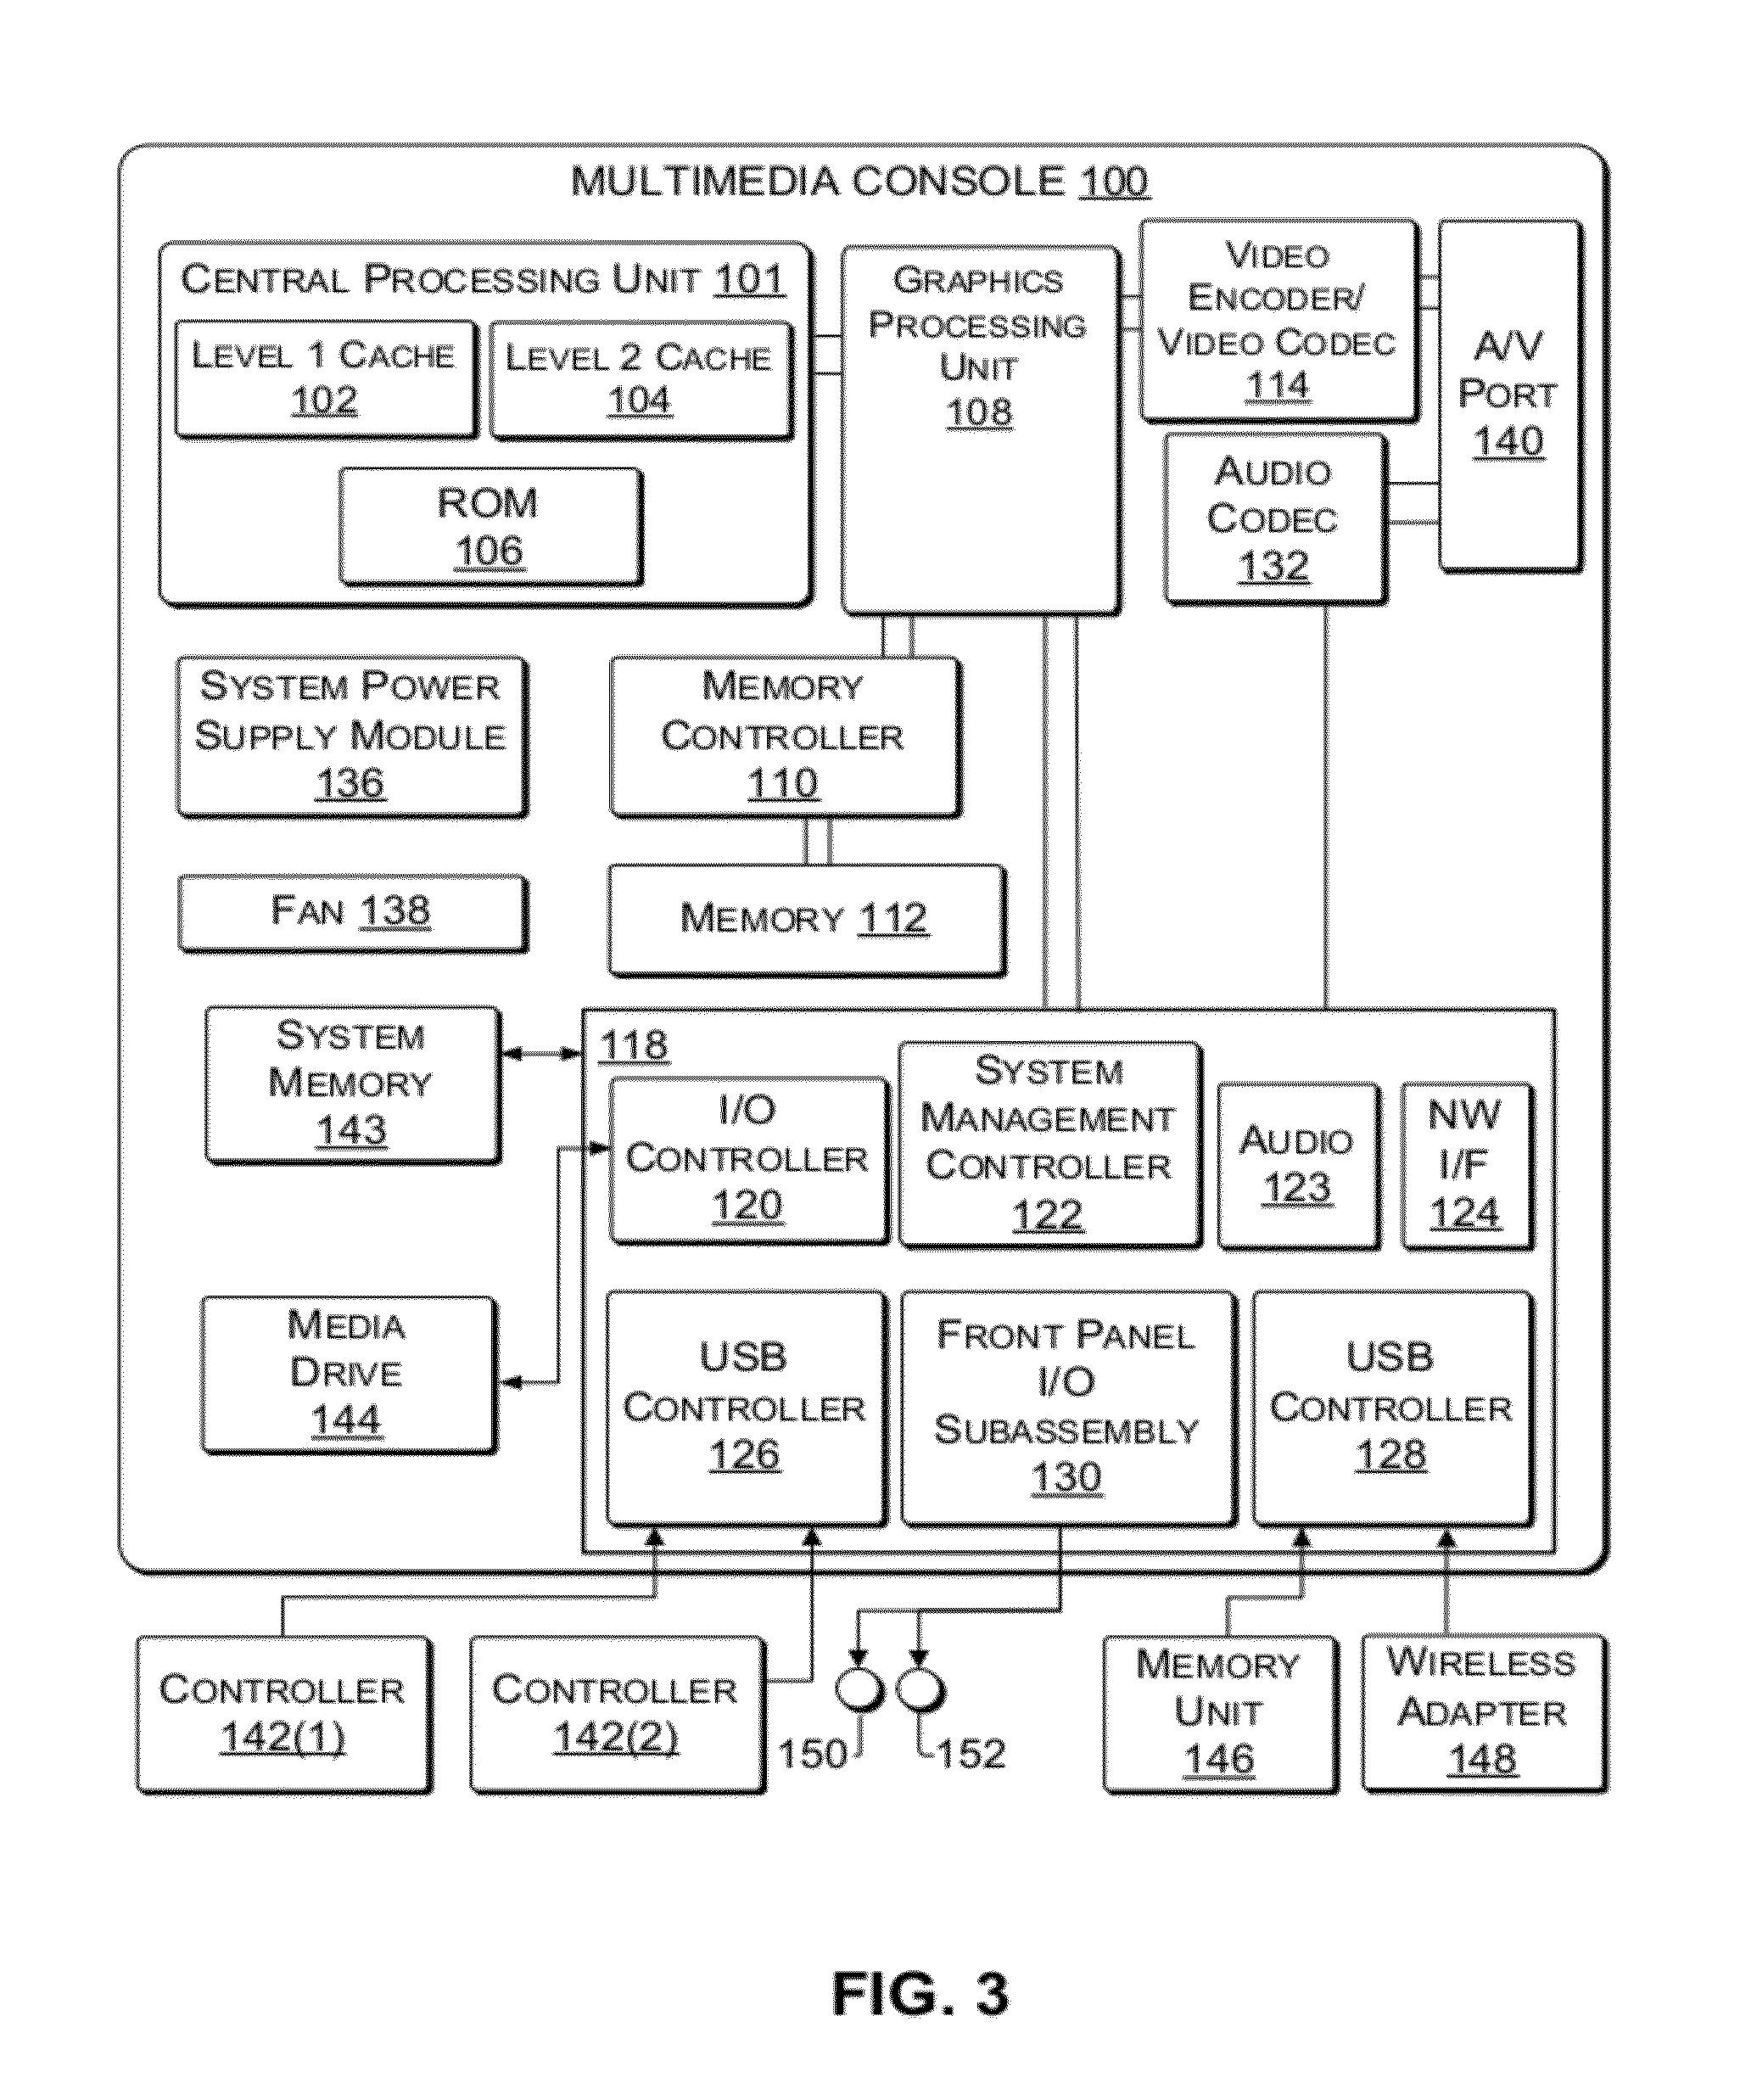 MULTIMEDIA CONSOLE 100
CENTRAL PROCESSING UNIT 101
LEVEL 1 CACHE
102
LEVEL 2 CACHE
104
ROM
106
GRAPHICS
PROCESSING
UNIT
108
VIDEO
ENCODER/
VIDEO CODEC
114
A/V
PORT
140
AUDIO
CODEC
132
SYSTEM POWER
SUPPLY MODULE
136
MEMORY
CONTROLLER
110
FAN 138
MEMORY 112
SYSTEM
MEMORY
143
118
I/O
CONTROLLER
120
SYSTEM
MANAGEMENT
CONTROLLER
122
AUDIO
123
NW
I/F
124
MEDIA
DRIVE
144
USB
CONTROLLER
126
FRONT PANEL
I/O
SUBASSEMBLY
130
USB
CONTROLLER
128
CONTROLLER
142(1)
CONTROLLER
142(2)
150
152
MEMORY
UNIT
146
WIRELESS
ADAPTER
148
FIG. 3